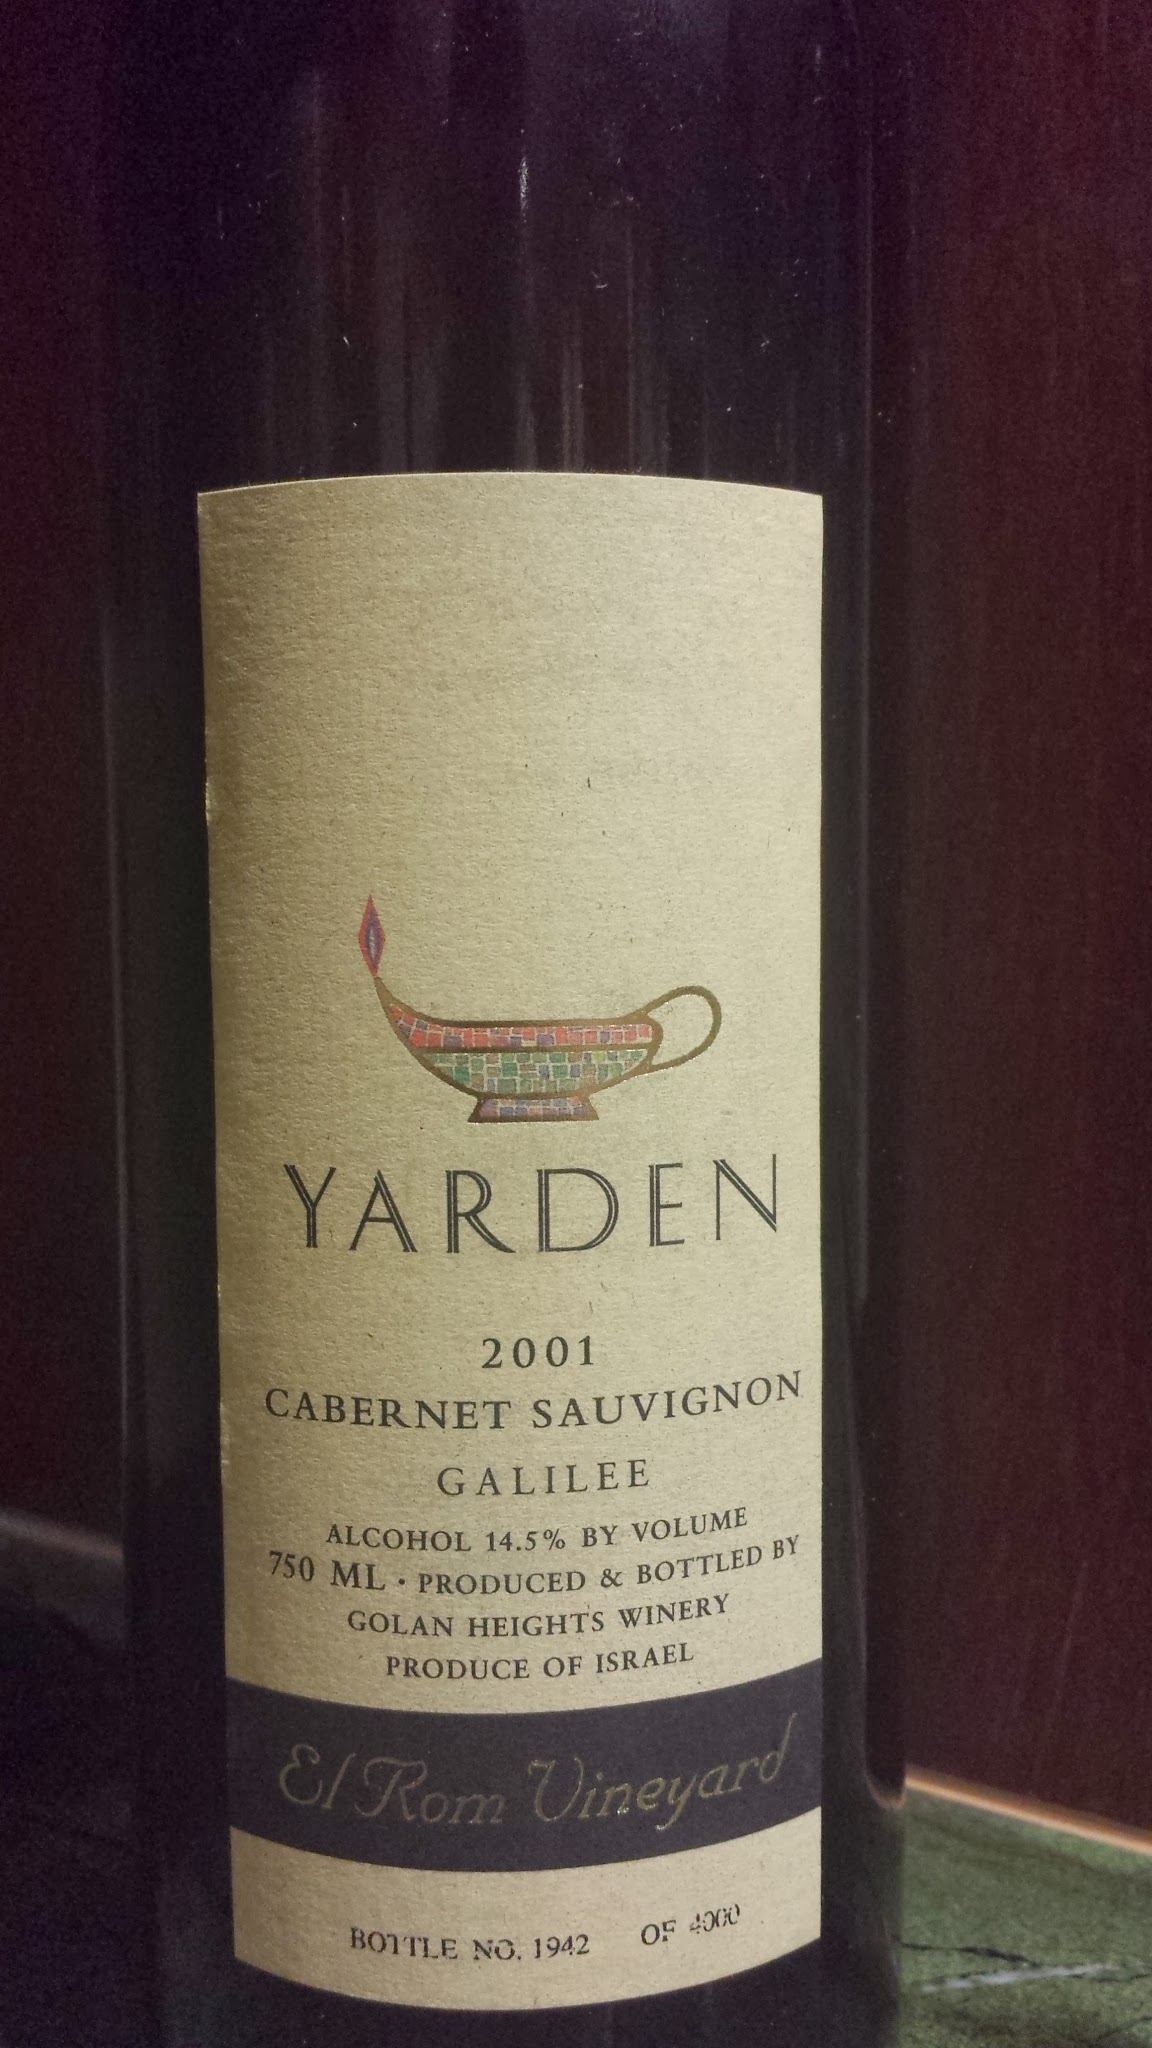 YARDEN
2001
CABERNET SAUVIGNON
GALILEE
ALCOHOL 14.5% BY VOLUME
750 ML · PRODUCED & BOTTLED BY
GOLAN HEIGHTS WINERY
PRODUCE OF ISRAEL
El Rom Vineyard
BOTTLE NO. 1942 OF 4000